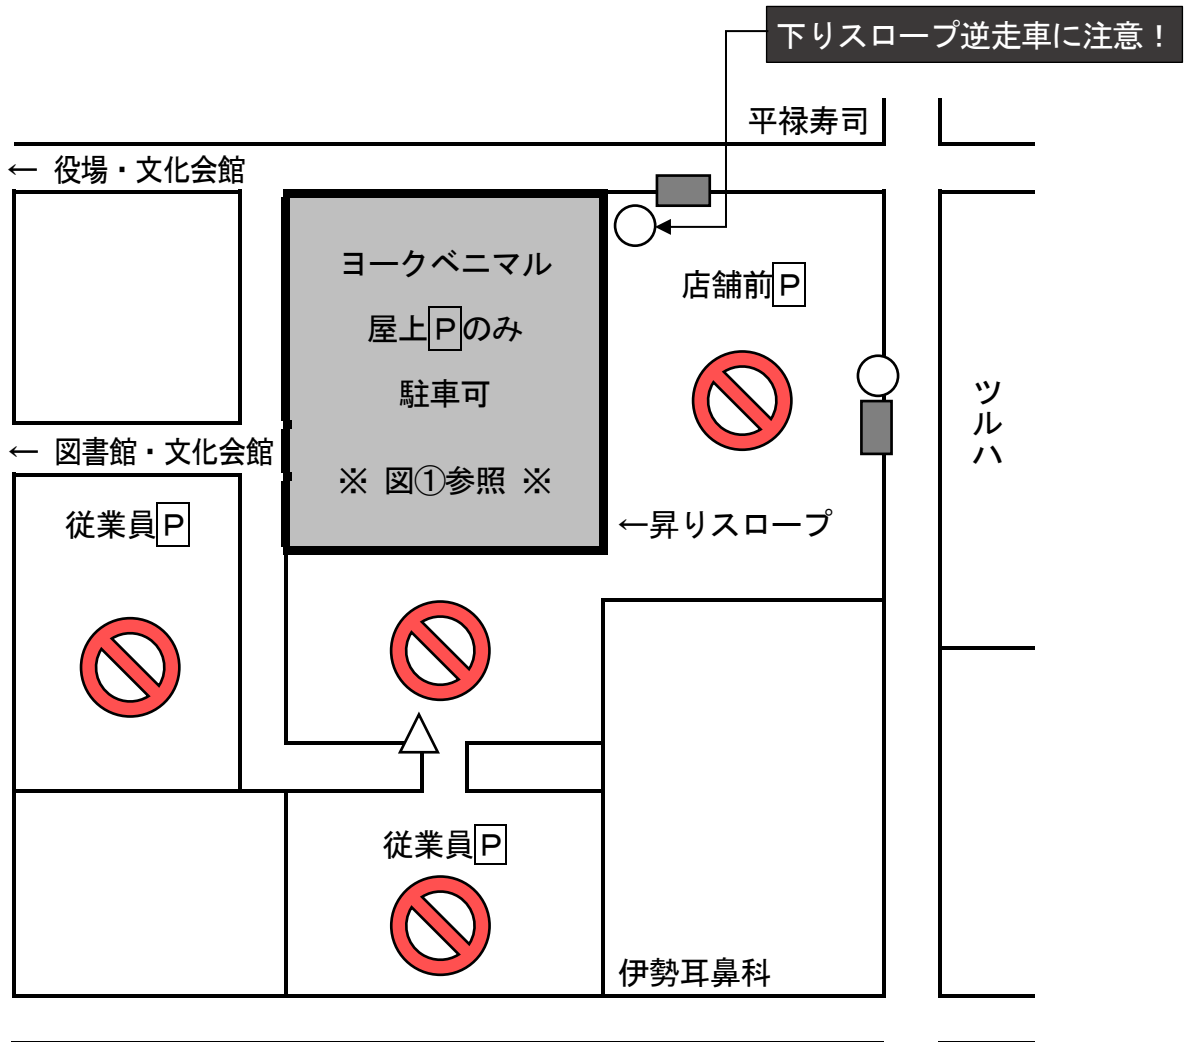 下りスロープ逆走車に注意！
平禄寿司
← 役場・文化会館
ヨークベニマル
屋上Ｐのみ
駐車可
※ 図①参照 ※
店舗前Ｐ
ツルハ
← 図書館・文化会館
従業員Ｐ
←昇りスロープ
従業員Ｐ
伊勢耳鼻科